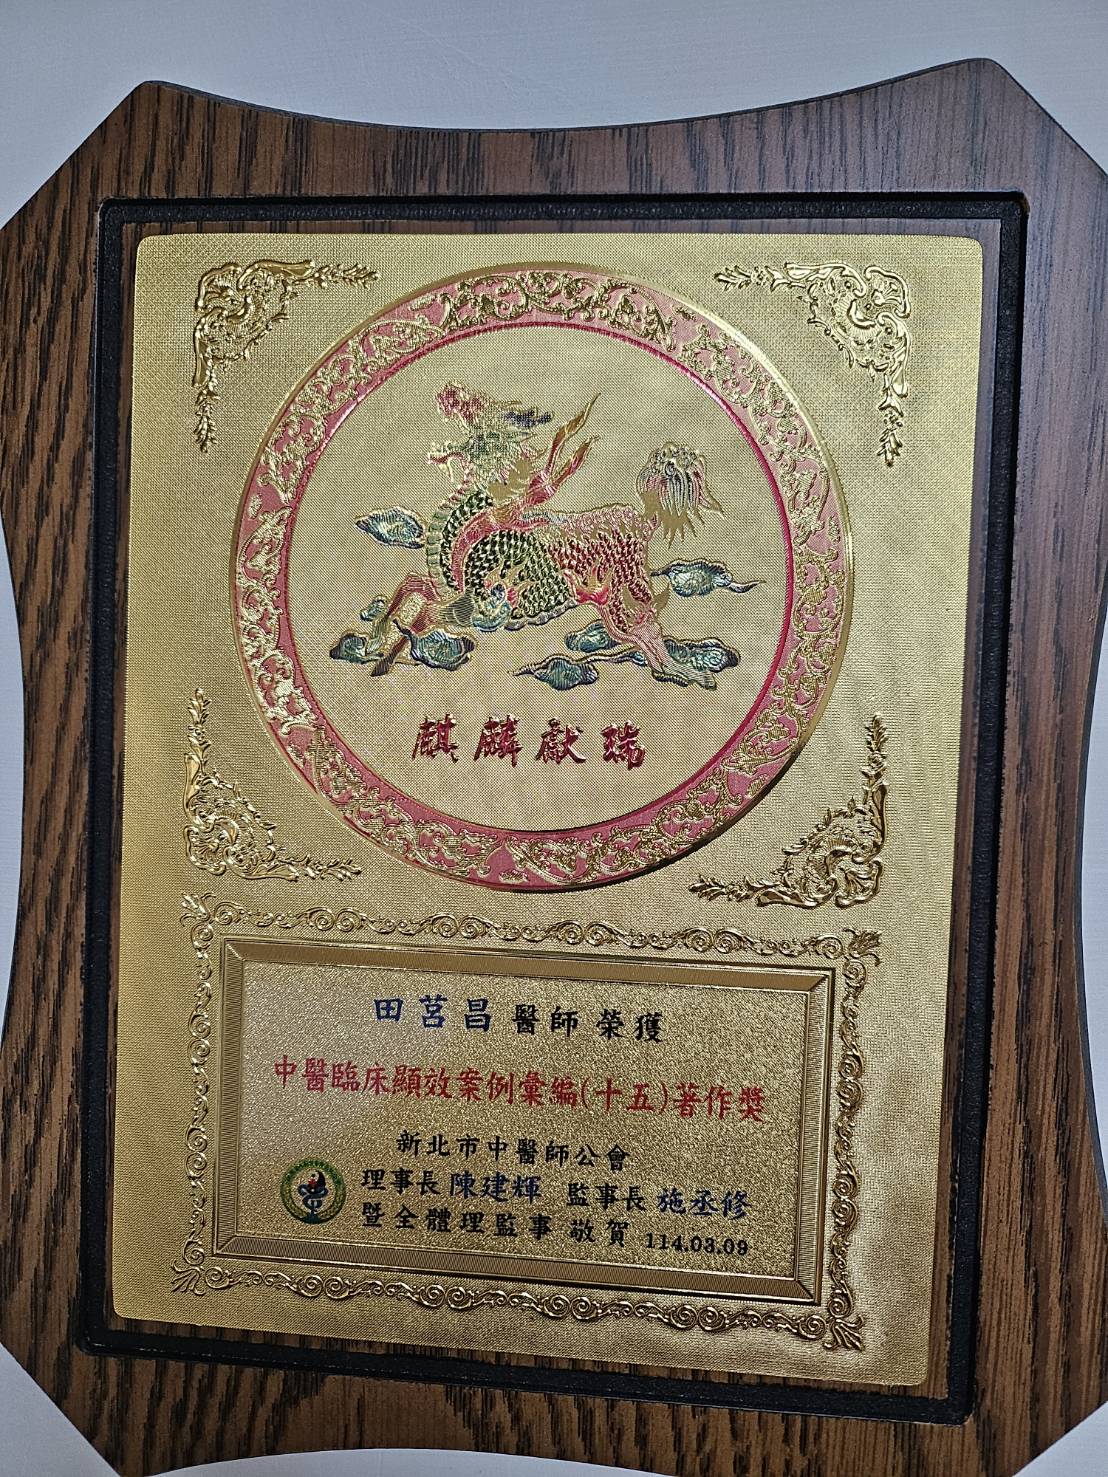 麒麟獻瑞
田莒昌醫師榮獲
中醫臨床顯效案例彙編(十五)著作獎
新北市中醫師公會
理事長陳建輝 監事長施丞修
暨全體理監事 敬賀 114.03.09